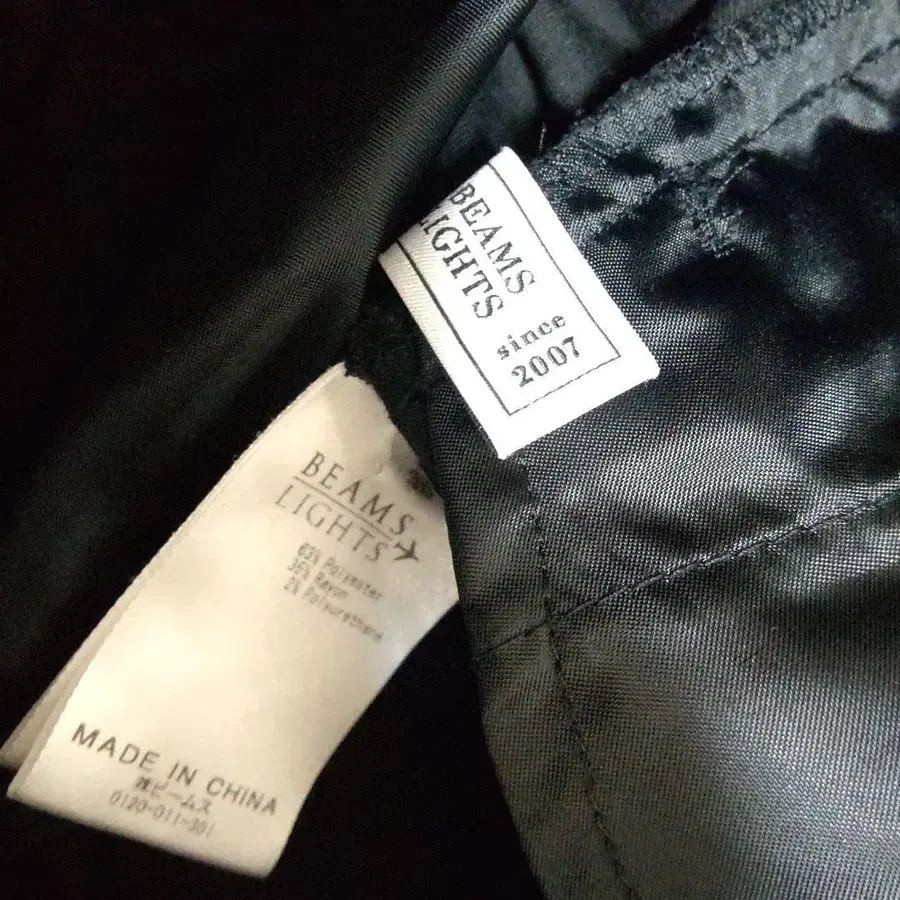 BEAMS
LIGHTS
since
2007
BEAMS
LIGHTS
63% Polyester
35% Rayon
2% Polyurethane
MADE IN CHINA
㈱ビームス
0120-011-301